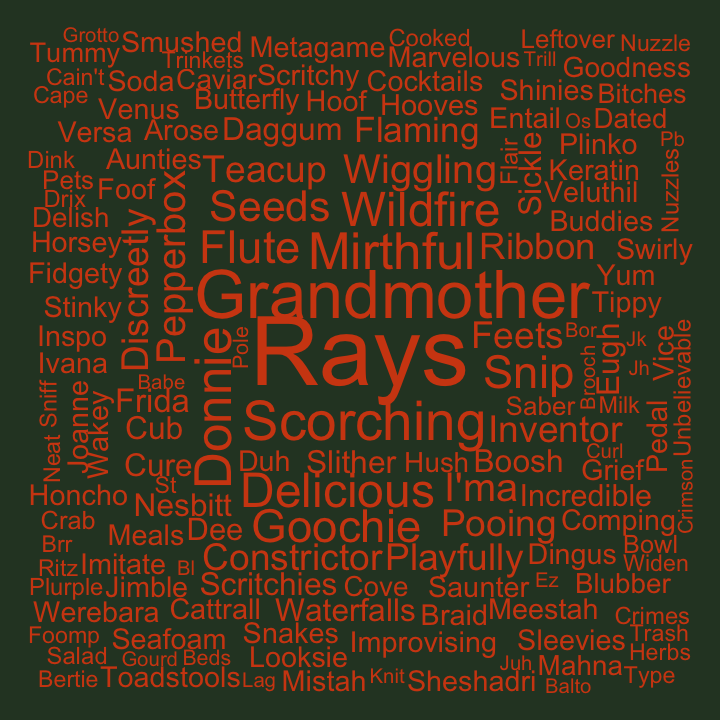 Grotto
Tummy
Smushed
Trinkets
Metagame
Cooked
Marvelous
Leftover
Trill
Nuzzle
Cain't
Soda
Caviar
Scritchy
Cocktails
Goodness
Cape
Venus
Butterfly
Hoof
Hooves
Shinies
Bitches
Versa
Arose
Daggum
Flaming
Entail
Os
Dated
Plinko
Pb
Dink
Aunties
Teacup
Wiggling
Flair
Sickle
Keratin
Nuzzles
Pets
Foof
Drix
Veluthil
Delish
Discreetly
Pepperbox
Seeds
Wildfire
Buddies
Horsey
Flute
Mirthful
Ribbon
Swirly
Fidgety
Grandmother
Yum
Stinky
Tippy
Inspo
Donnie
Pole
Rays
Feets
Bor
Eugh
Jk
Vice
Unbelievable
Ivana
Snip
Brooch
Jh
Sniff
Joanne
Wakey
Babe
Frida
Saber
Milk
Pedal
Neat
Cub
Scorching
Inventor
Curl
Cure
Duh
Slither
Hush
Boosh
Grief
Crimson
St
Honcho
Nesbitt
Delicious
I'ma
Incredible
Crab
Meals
Dee
Goochie
Pooing
Comping
Brr
Bowl
Ritz
Imitate
Bl
Constrictor
Playfully
Dingus
Widen
Plurple
Jimble
Scritchies
Cove
Saunter
Ez
Blubber
Werebara
Cattrall
Waterfalls
Braid
Meestah
Crimes
Foomp
Seafoam
Snakes
Improvising
Sleevies
Trash
Salad
Gourd
Beds
Looksie
Juh
Mahna
Herbs
Bertie
Toadstools
Lag
Mistah
Knit
Sheshadri
Balto
Type